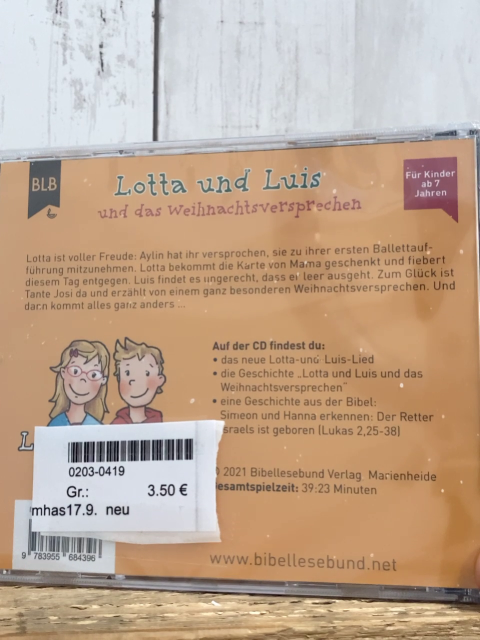 BLB
Lotta und Luis
und das Weihnachtsversprechen
Für Kinder
ab 7
Jahren
Lotta ist voller Freude: Aylin hat ihr versprochen, sie zu ihrer ersten Ballettauf-
führung mitzunehmen. Lotta bekommt die Karte von Mama geschenkt und fiebert
diesem Tag entgegen. Luis findet es ungerecht, dass er leer ausgeht. Zum Glück ist
Tante Josi da und erzählt von einem ganz besonderen Weihnachtsversprechen. Und
dann kommt alles ganz anders ...
Auf der CD findest du:
• das neue Lotta-und Luis-Lied
• die Geschichte „Lotta und Luis und das
Weihnachtsversprechen“
• eine Geschichte aus der Bibel:
Simeon und Hanna erkennen: Der Retter
Israels ist geboren (Lukas 2,25-38)
L
© 2021 Bibellesebund Verlag Marienheide
Gesamtspielzeit: 39:23 Minuten
0203-0419
Gr.: 3.50 €
mhas17.9. neu
9 783955 684396
www.bibellesebund.net